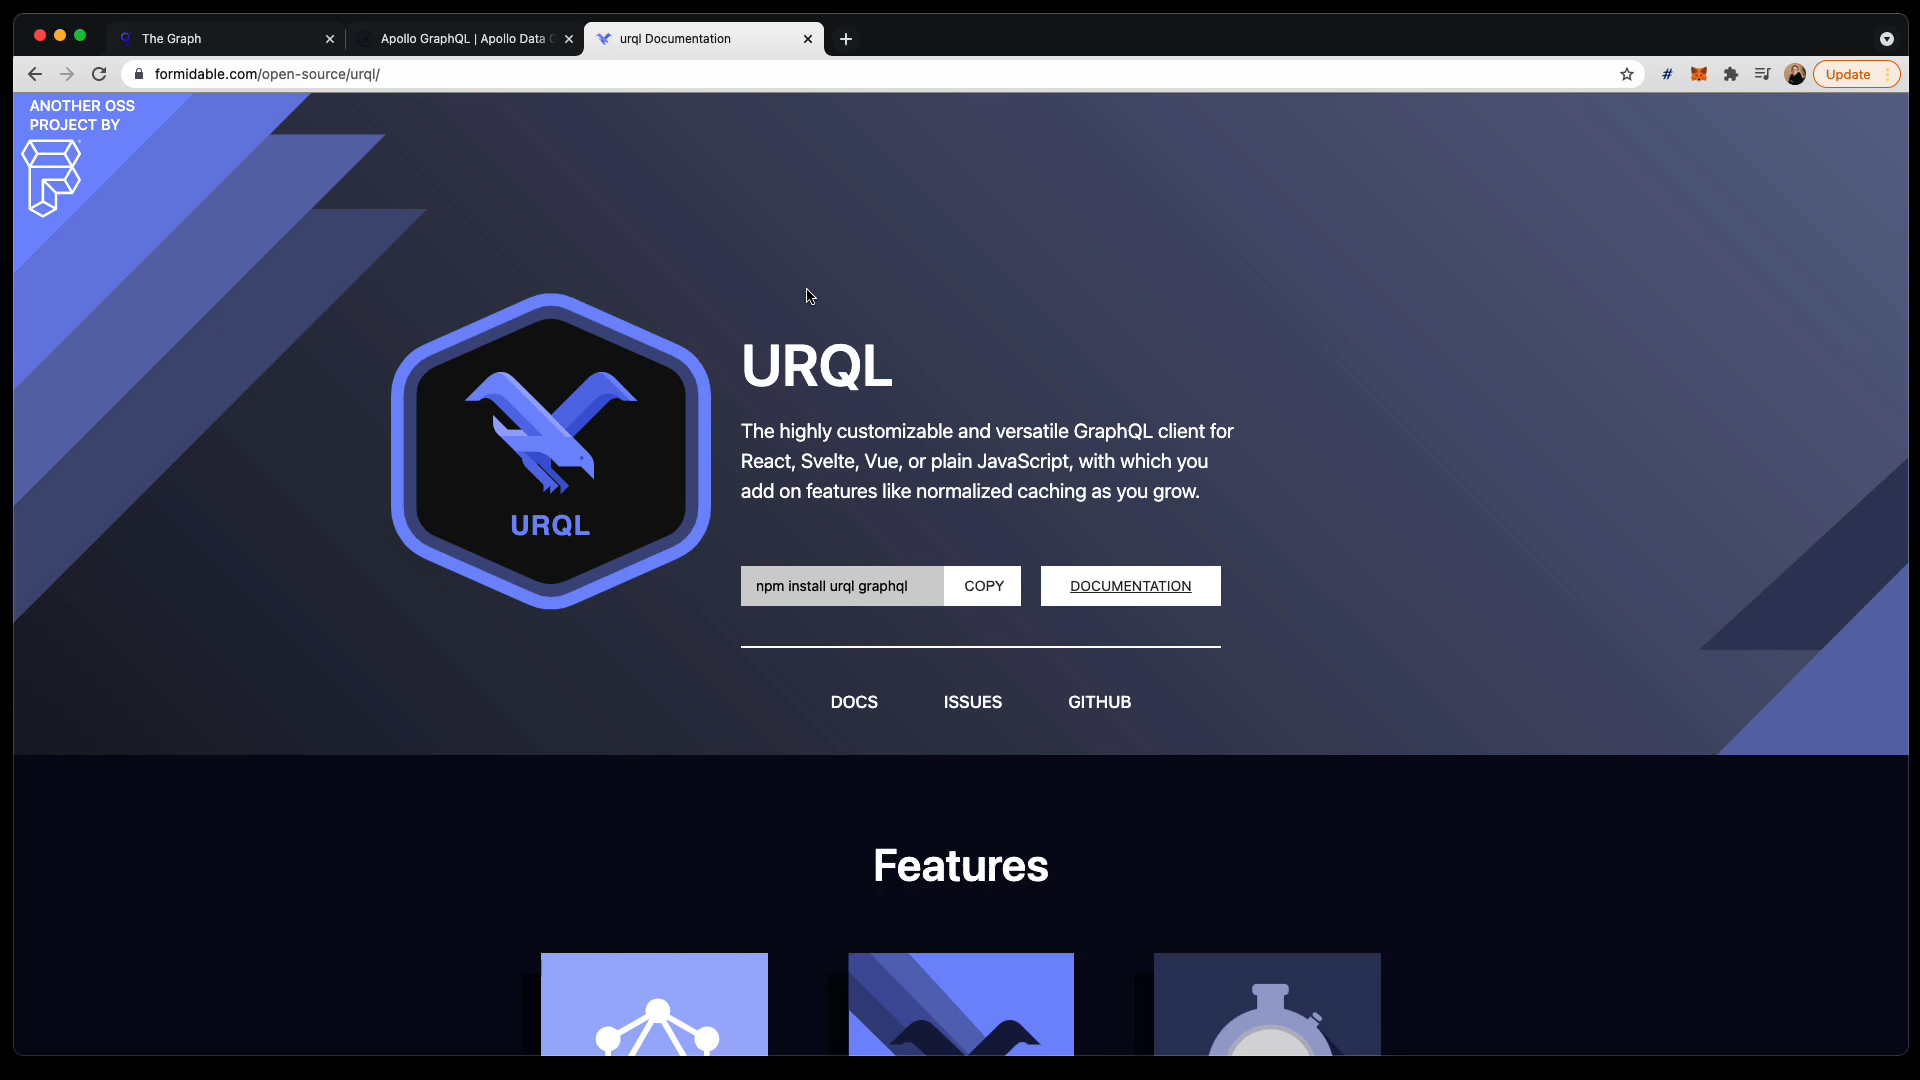 The Graph
Apollo GraphQL | Apollo Data G
urql Documentation
formidable.com/open-source/urql/
#
Update
ANOTHER OSS
PROJECT BY
URQL
URQL
The highly customizable and versatile GraphQL client for
React, Svelte, Vue, or plain JavaScript, with which you
add on features like normalized caching as you grow.
npm install urql graphql
COPY
DOCUMENTATION
DOCS
ISSUES
GITHUB
Features